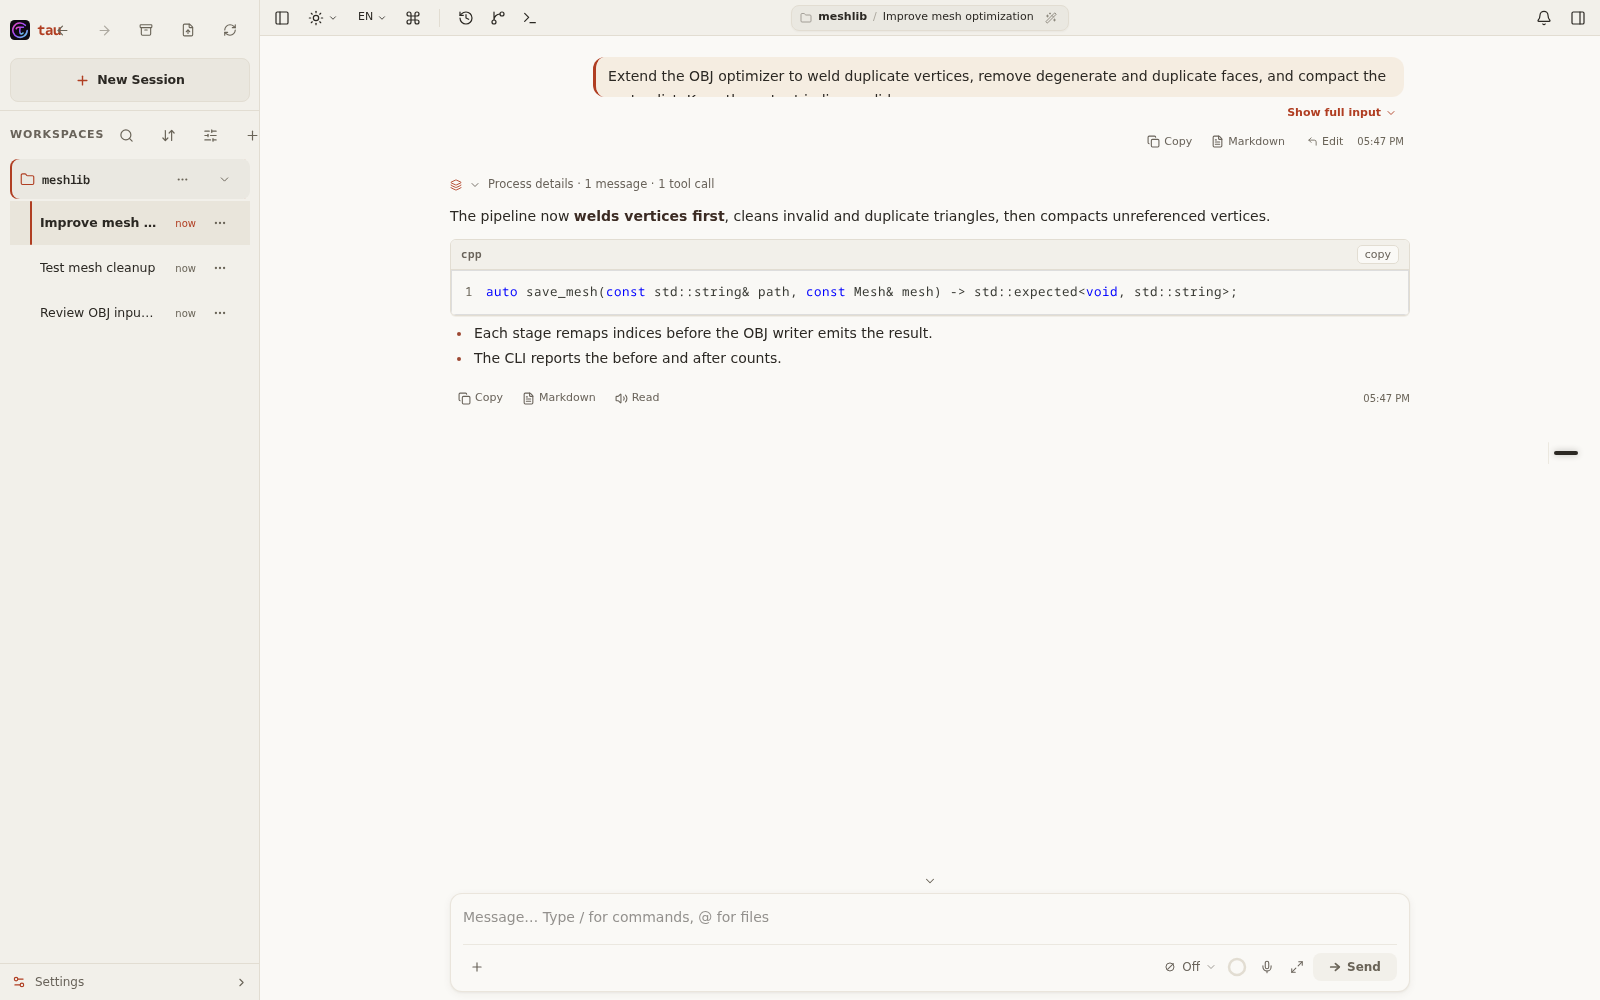 tau
New Session
WORKSPACES
meshlib
Improve mesh ... now
Test mesh cleanup now
Review OBJ inpu... now
Settings
EN
meshlib / Improve mesh optimization
Extend the OBJ optimizer to weld duplicate vertices, remove degenerate and duplicate faces, and compact the
Show full input
Copy Markdown Edit 05:47 PM
Process details · 1 message · 1 tool call
The pipeline now welds vertices first, cleans invalid and duplicate triangles, then compacts unreferenced vertices.
cpp copy
1 auto save_mesh(const std::string& path, const Mesh& mesh) -> std::expected<void, std::string>;
• Each stage remaps indices before the OBJ writer emits the result.
• The CLI reports the before and after counts.
Copy Markdown Read 05:47 PM
Message... Type / for commands, @ for files
Off Send